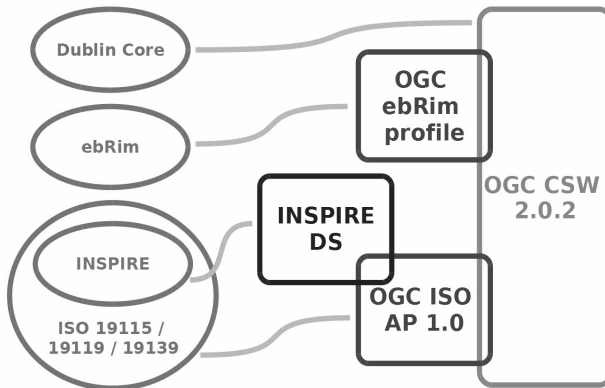 Dublin Core
OGC
ebRim
profile
ebRim
OGC CSW
2.0.2
INSPIRE
DS
INSPIRE
OGC ISO
AP 1.0
ISO 19115 /
19119 / 19139